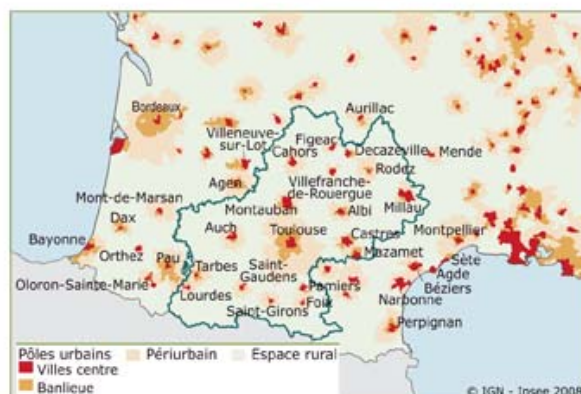 Bordeaux
Aurillac
Villeneuve-
sur-Lot
Figeac
Cahors
Decazeville
Mende
Rodez
Agen
Villefranche-
de-Rouergue
Mont-de-Marsan
Montauban
Albi
Millau
Dax
Auch
Toulouse
Castres
Montpellier
Bayonne
Orthez
Pau
Tarbes
Saint-
Gaudens
Mazamet
Sète
Agde
Béziers
Oloron-Sainte-Marie
Lourdes
Pamiers
Foix
Saint-Girons
Narbonne
Perpignan
Pôles urbains
Périurbain
Espace rural
Villes centre
Banlieue
© IGN - Insee 2008